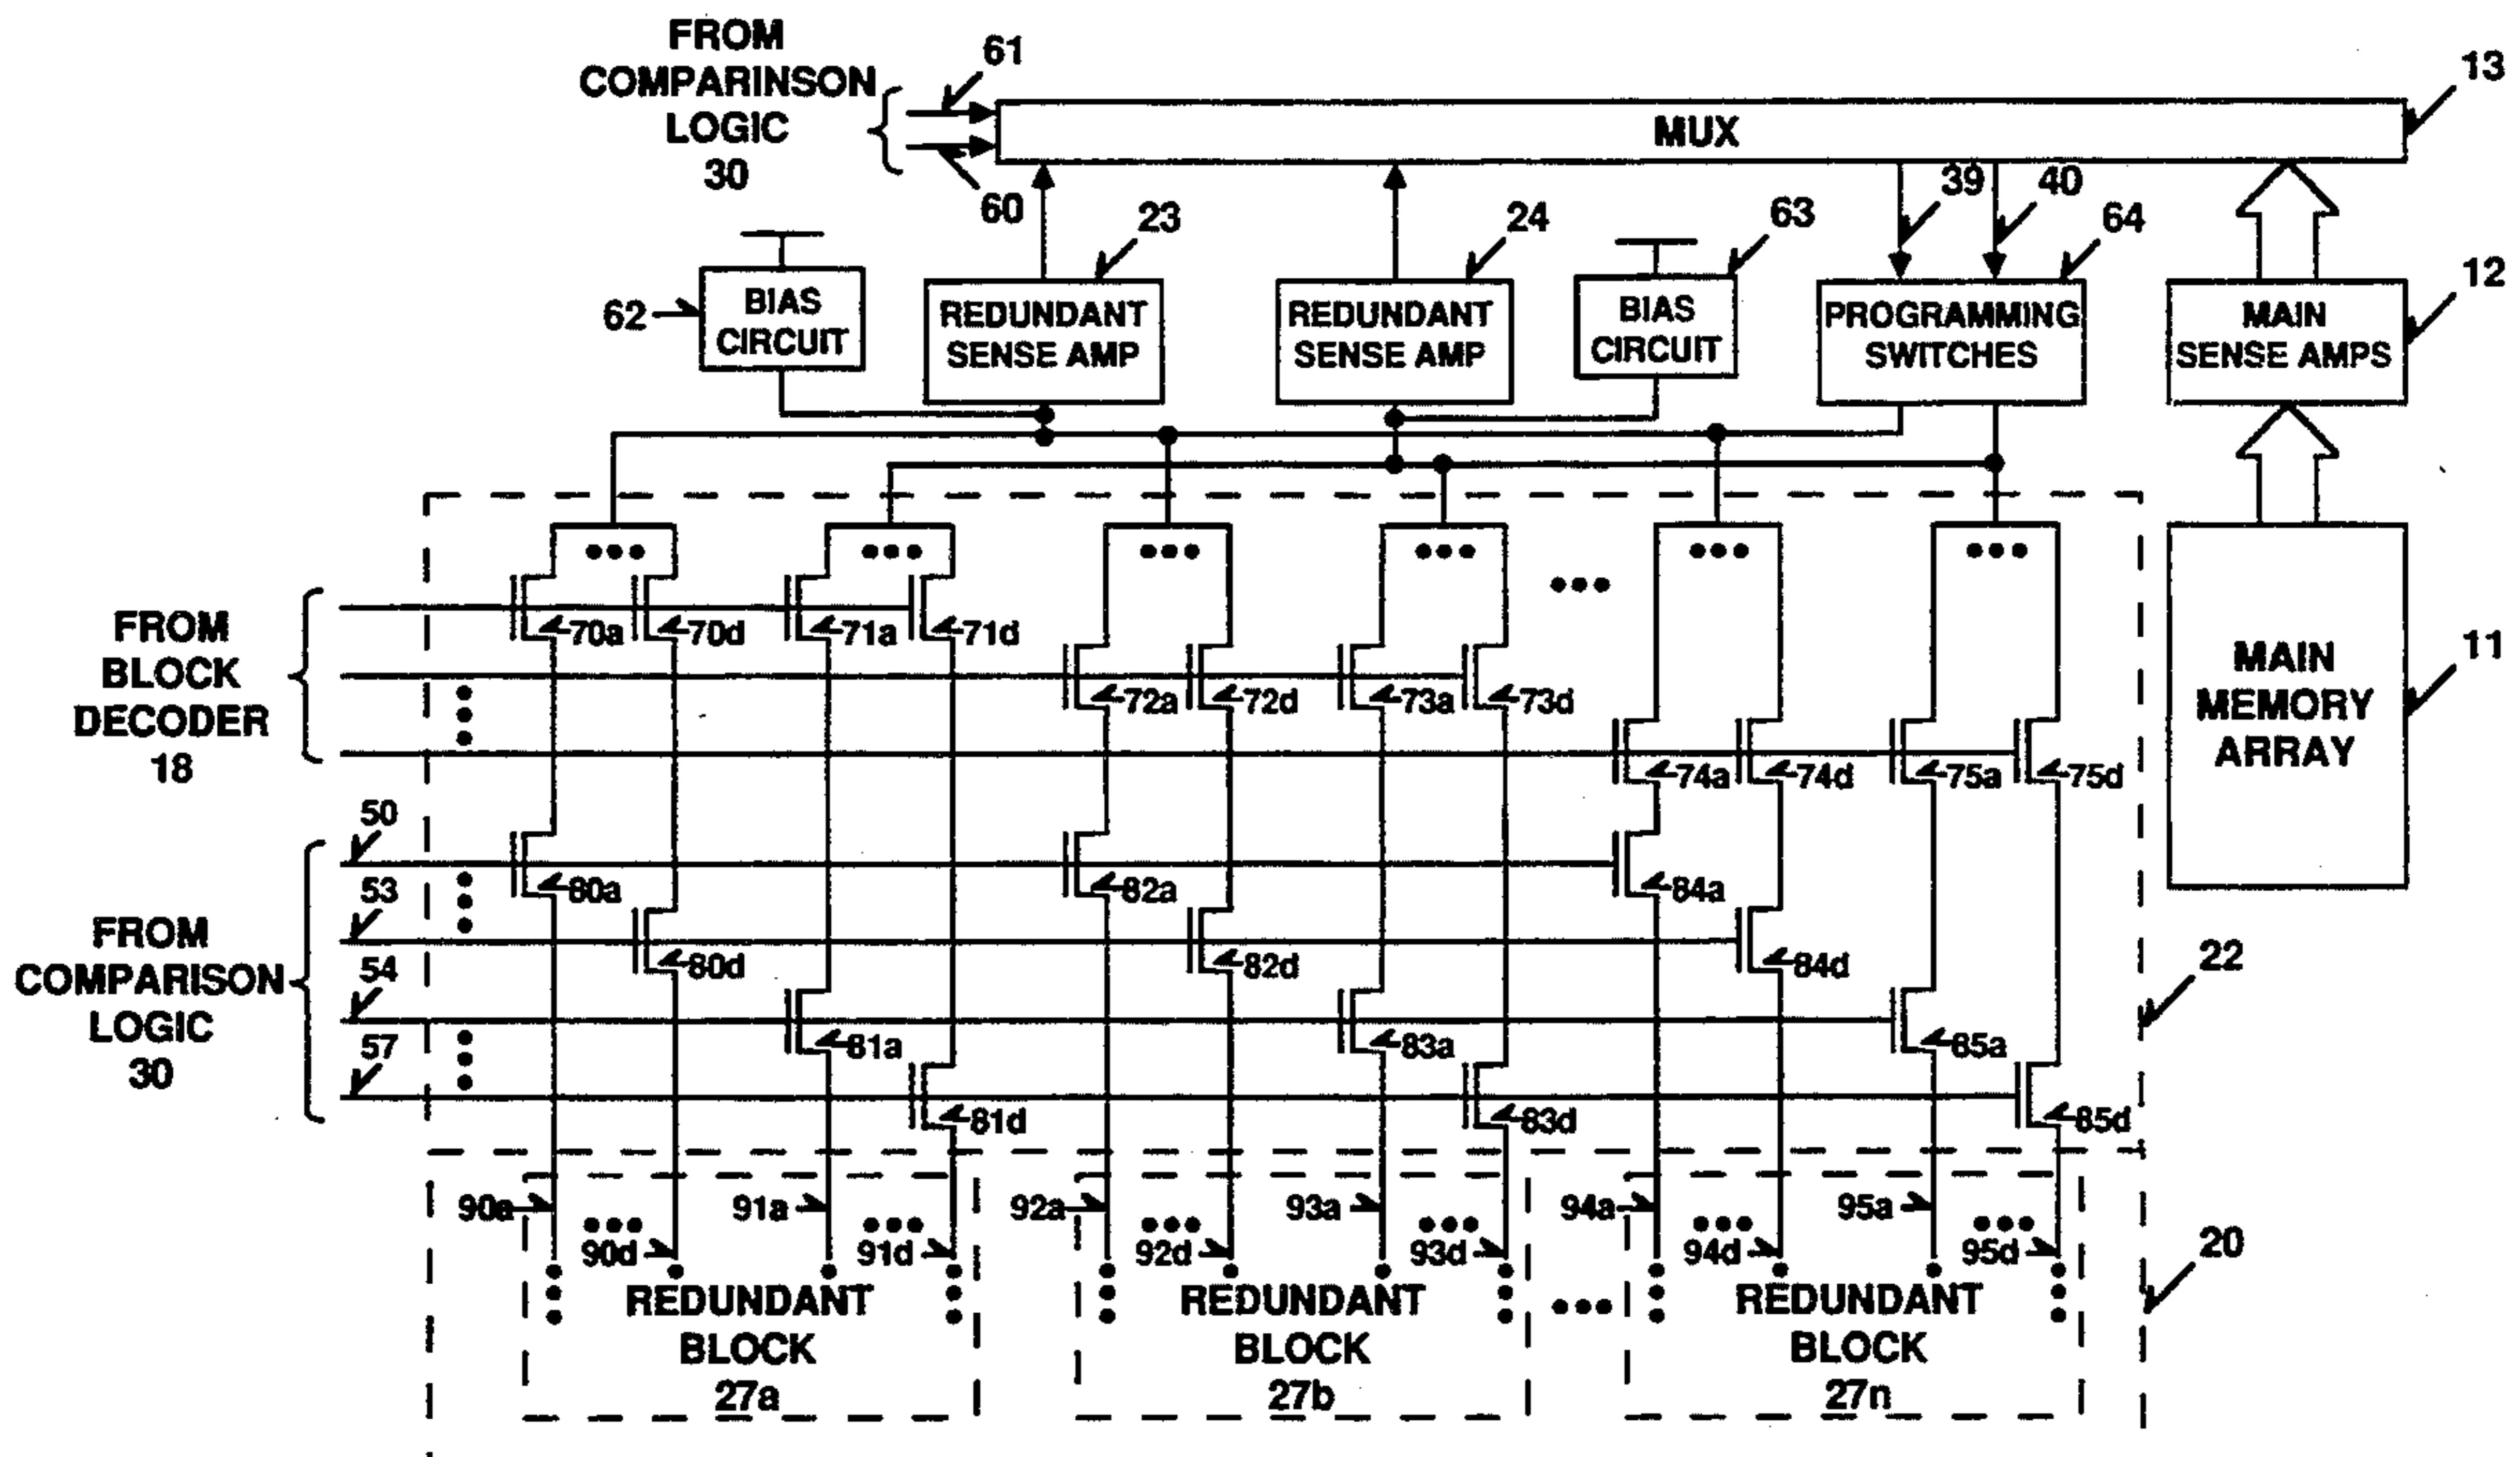 FROM
COMPARINSON
LOGIC
30
61
60
MUX
13
39
40
23
24
63
64
12
62
BIAS
CIRCUIT
REDUNDANT
SENSE AMP
REDUNDANT
SENSE AMP
BIAS
CIRCUIT
PROGRAMMING
SWITCHES
MAIN
SENSE AMPS
FROM
BLOCK
DECODER
18
70a
70d
71a
71d
72a
72d
73a
73d
74a
74d
75a
75d
MAIN
MEMORY
ARRAY
11
FROM
COMPARISON
LOGIC
30
50
53
54
57
80a
82a
84a
80d
82d
84d
81a
83a
85a
81d
83d
85d
22
90a
91a
92a
93a
94a
95a
90d
91d
92d
93d
94d
95d
20
REDUNDANT
BLOCK
27a
REDUNDANT
BLOCK
27b
REDUNDANT
BLOCK
27n